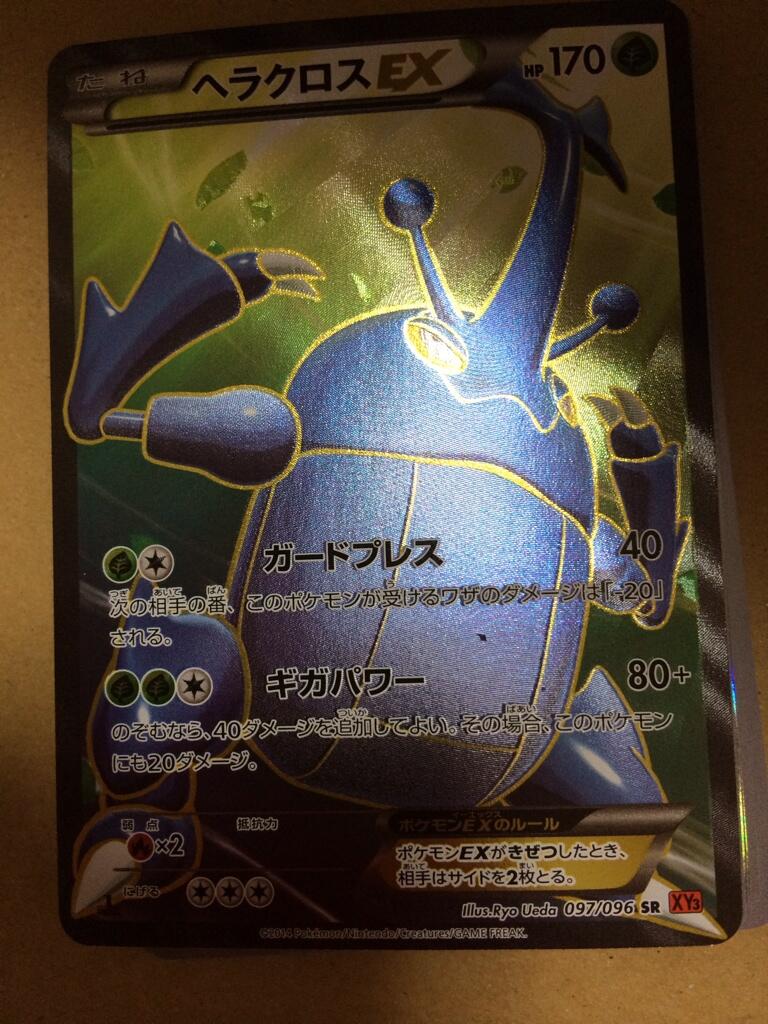 たね ヘラクロスEX HP 170
ガードプレス 40
次の相手の番、このポケモンが受けるワザのダメージは「-20」
される。
ギガパワー 80+
のぞむなら、40ダメージを追加してよい。その場合、このポケモン
にも20ダメージ。
弱点 抵抗力
×2
にげる
ポケモンEXのルール
ポケモンEXがきぜつしたとき、
相手はサイドを2枚とる。
Illus.Ryo Ueda 097/096 SR XY3
©2014 Pokémon/Nintendo/Creatures/GAME FREAK.